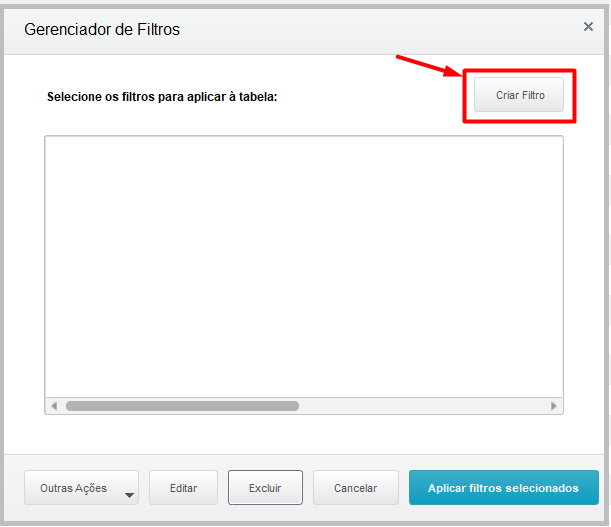 Gerenciador de Filtros
Selecione os filtros para aplicar à tabela:
Criar Filtro
Outras Ações
Editar
Excluir
Cancelar
Aplicar filtros selecionados